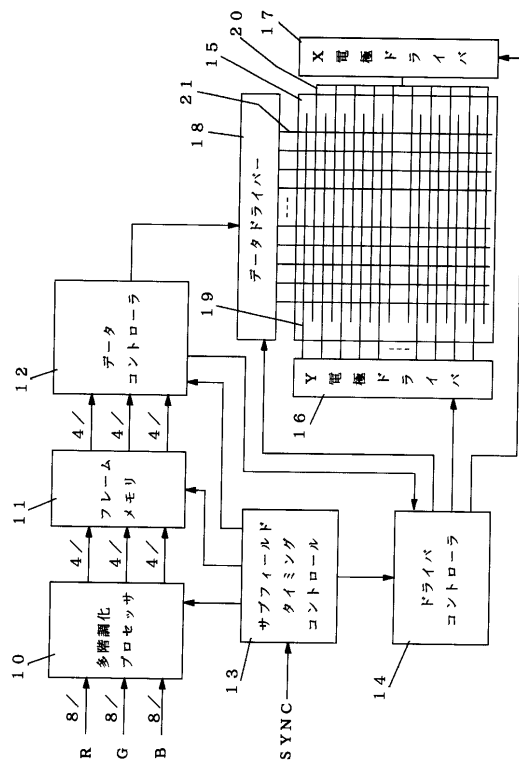 R
G
B
8/
8/
8/
10
多階調化
プロセッサ
4/
4/
4/
11
フレーム
メモリ
4/
4/
4/
12
データ
コントローラ
SYNC
13
サブフィールド
タイミング
コントロール
14
ドライバ
コントローラ
18
データドライバー
21
15
20
17
X電極ドライバ
19
Y電極ドライバ
16